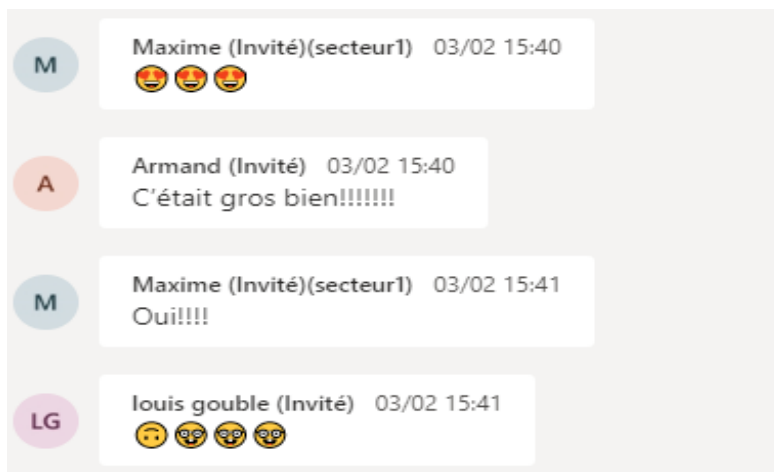 M
Maxime (Invité)(secteur1) 03/02 15:40
😍😍😍
A
Armand (Invité) 03/02 15:40
C'était gros bien!!!!!!!
M
Maxime (Invité)(secteur1) 03/02 15:41
Oui!!!!
LG
louis gouble (Invité) 03/02 15:41
🙃🤓🤓🤓